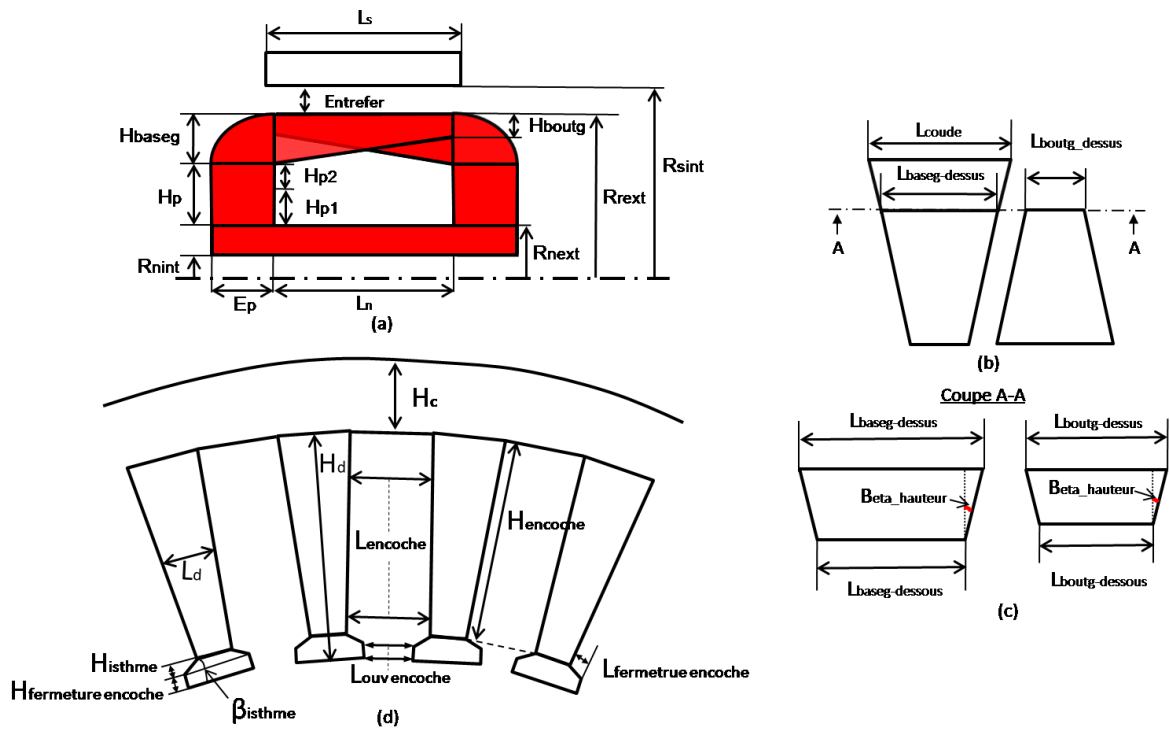 Ls
Entrefer
Hbaseg
Hboutg
Rsint
Hp2
Hp
Hp1
Rrext
Rnext
Rnint
Ep
Ln
(a)
Lcoude
Lboutg_dessus
Lbaseg-dessus
A
A
(b)
Coupe A-A
Lbaseg-dessus
Lboutg-dessus
Beta_hauteur
Beta_hauteur
Lbaseg-dessous
Lboutg-dessous
(c)
Hc
Hd
Hencoche
Lencoche
Ld
Histhme
Hfermeture encoche
βisthme
Louv encoche
Lfermetrue encoche
(d)